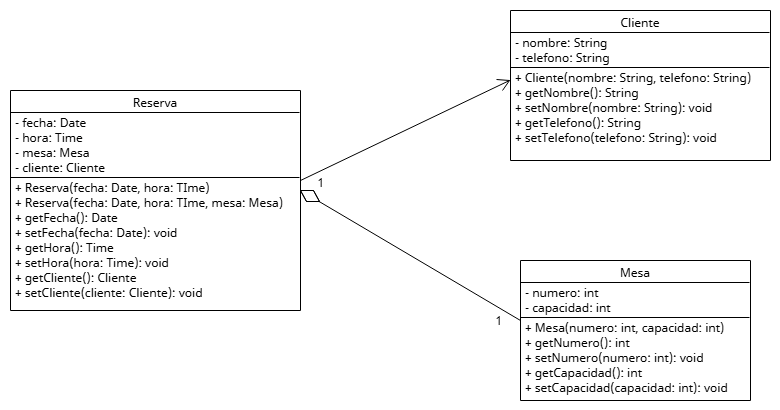 Cliente
- nombre: String
- telefono: String
+ Cliente(nombre: String, telefono: String)
+ getNombre(): String
+ setNombre(nombre: String): void
+ getTelefono(): String
+ setTelefono(telefono: String): void
Reserva
- fecha: Date
- hora: Time
- mesa: Mesa
- cliente: Cliente
+ Reserva(fecha: Date, hora: TIme)
+ Reserva(fecha: Date, hora: TIme, mesa: Mesa)
+ getFecha(): Date
+ setFecha(fecha: Date): void
+ getHora(): Time
+ setHora(hora: Time): void
+ getCliente(): Cliente
+ setCliente(cliente: Cliente): void
1
1
Mesa
- numero: int
- capacidad: int
+ Mesa(numero: int, capacidad: int)
+ getNumero(): int
+ setNumero(numero: int): void
+ getCapacidad(): int
+ setCapacidad(capacidad: int): void